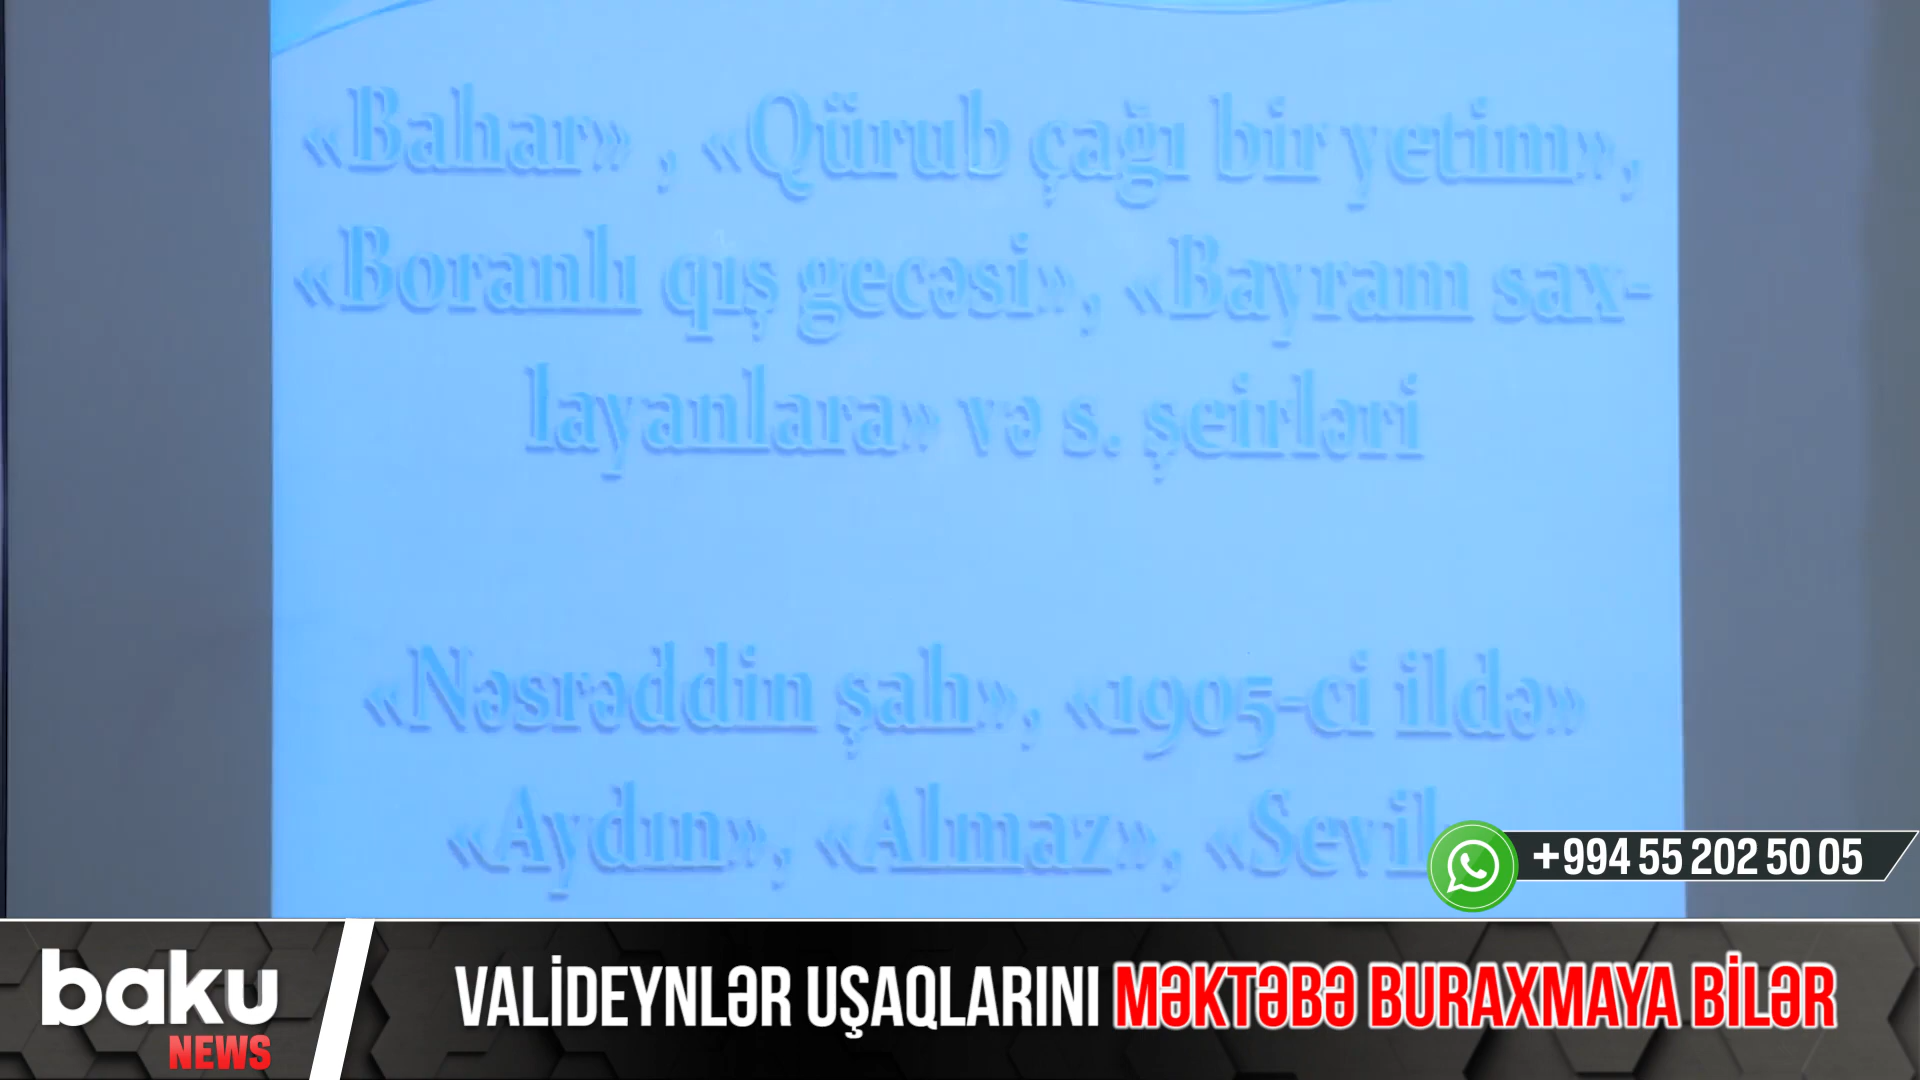 «Bahar» , «Qürub çağı bir yetim»,
«Boranlı qış gecəsi», «Bayram sax-
layanlara» və s. şeirləri
«Nəsrəddin şah», «1905-ci ildə»
«Aydın», «Almaz», «Sevil
+994 55 202 50 05
baku
NEWS
VALİDEYNLƏR UŞAQLARINI MƏKTƏBƏ BURAXMAYA BİLƏR